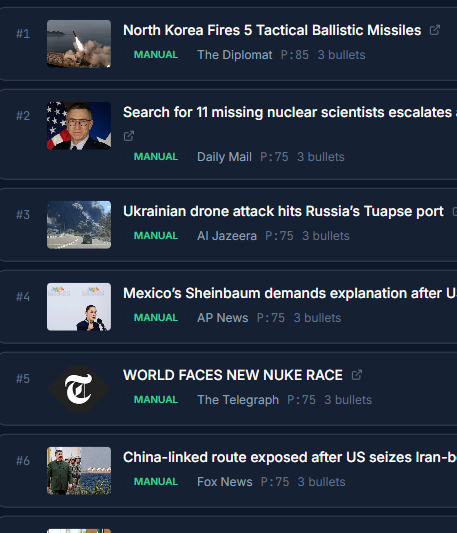 #1
North Korea Fires 5 Tactical Ballistic Missiles
MANUAL The Diplomat P:85 3 bullets
#2
Search for 11 missing nuclear scientists escalates
MANUAL Daily Mail P:75 3 bullets
#3
Ukrainian drone attack hits Russia's Tuapse port
MANUAL Al Jazeera P:75 3 bullets
#4
Mexico's Sheinbaum demands explanation after U
MANUAL AP News P:75 3 bullets
#5
WORLD FACES NEW NUKE RACE
MANUAL The Telegraph P:75 3 bullets
#6
China-linked route exposed after US seizes Iran-b
MANUAL Fox News P:75 3 bullets